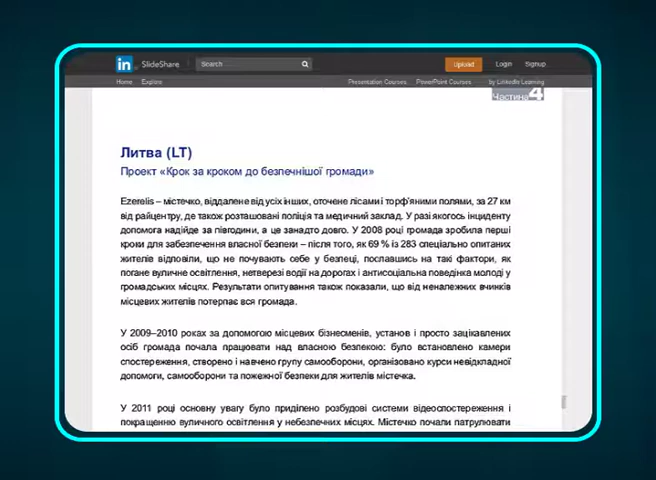 in SlideShare Search Upload Login Signup
Home Explore Presentation Courses PowerPoint Courses by LinkedIn Learning
Частина 4
Литва (LT)
Проект «Крок за кроком до безпечнішої громади»
Ezerelis – містечко, віддалене від усіх інших, оточене лісами і торф'яними полями, за 27 км
від райцентру, де також розташовані поліція та медичний заклад. У разі якогось інциденту
допомога надійде за півгодини, а це занадто довго. У 2008 році громада зробила перші
кроки для забезпечення власної безпеки – після того, як 69 % із 283 спеціально опитаних
жителів відповіли, що не почувають себе у безпеці, пославшись на такі фактори, як
погане вуличне освітлення, нетверезі водії на дорогах і антисоціальна поведінка молоді у
громадських місцях. Результати опитування також показали, що від неналежних вчинків
місцевих жителів потерпає вся громада.
У 2009–2010 роках за допомогою місцевих бізнесменів, установ і просто зацікавлених
осіб громада почала працювати над власною безпекою: було встановлено камери
спостереження, створено і навчено групу самооборони, організовано курси невідкладної
допомоги, самооборони та пожежної безпеки для жителів містечка.
У 2011 році основну увагу було приділено розбудові системи відеоспостереження і
покращенню вуличного освітлення у небезпечних місцях. Містечко почали патрулювати